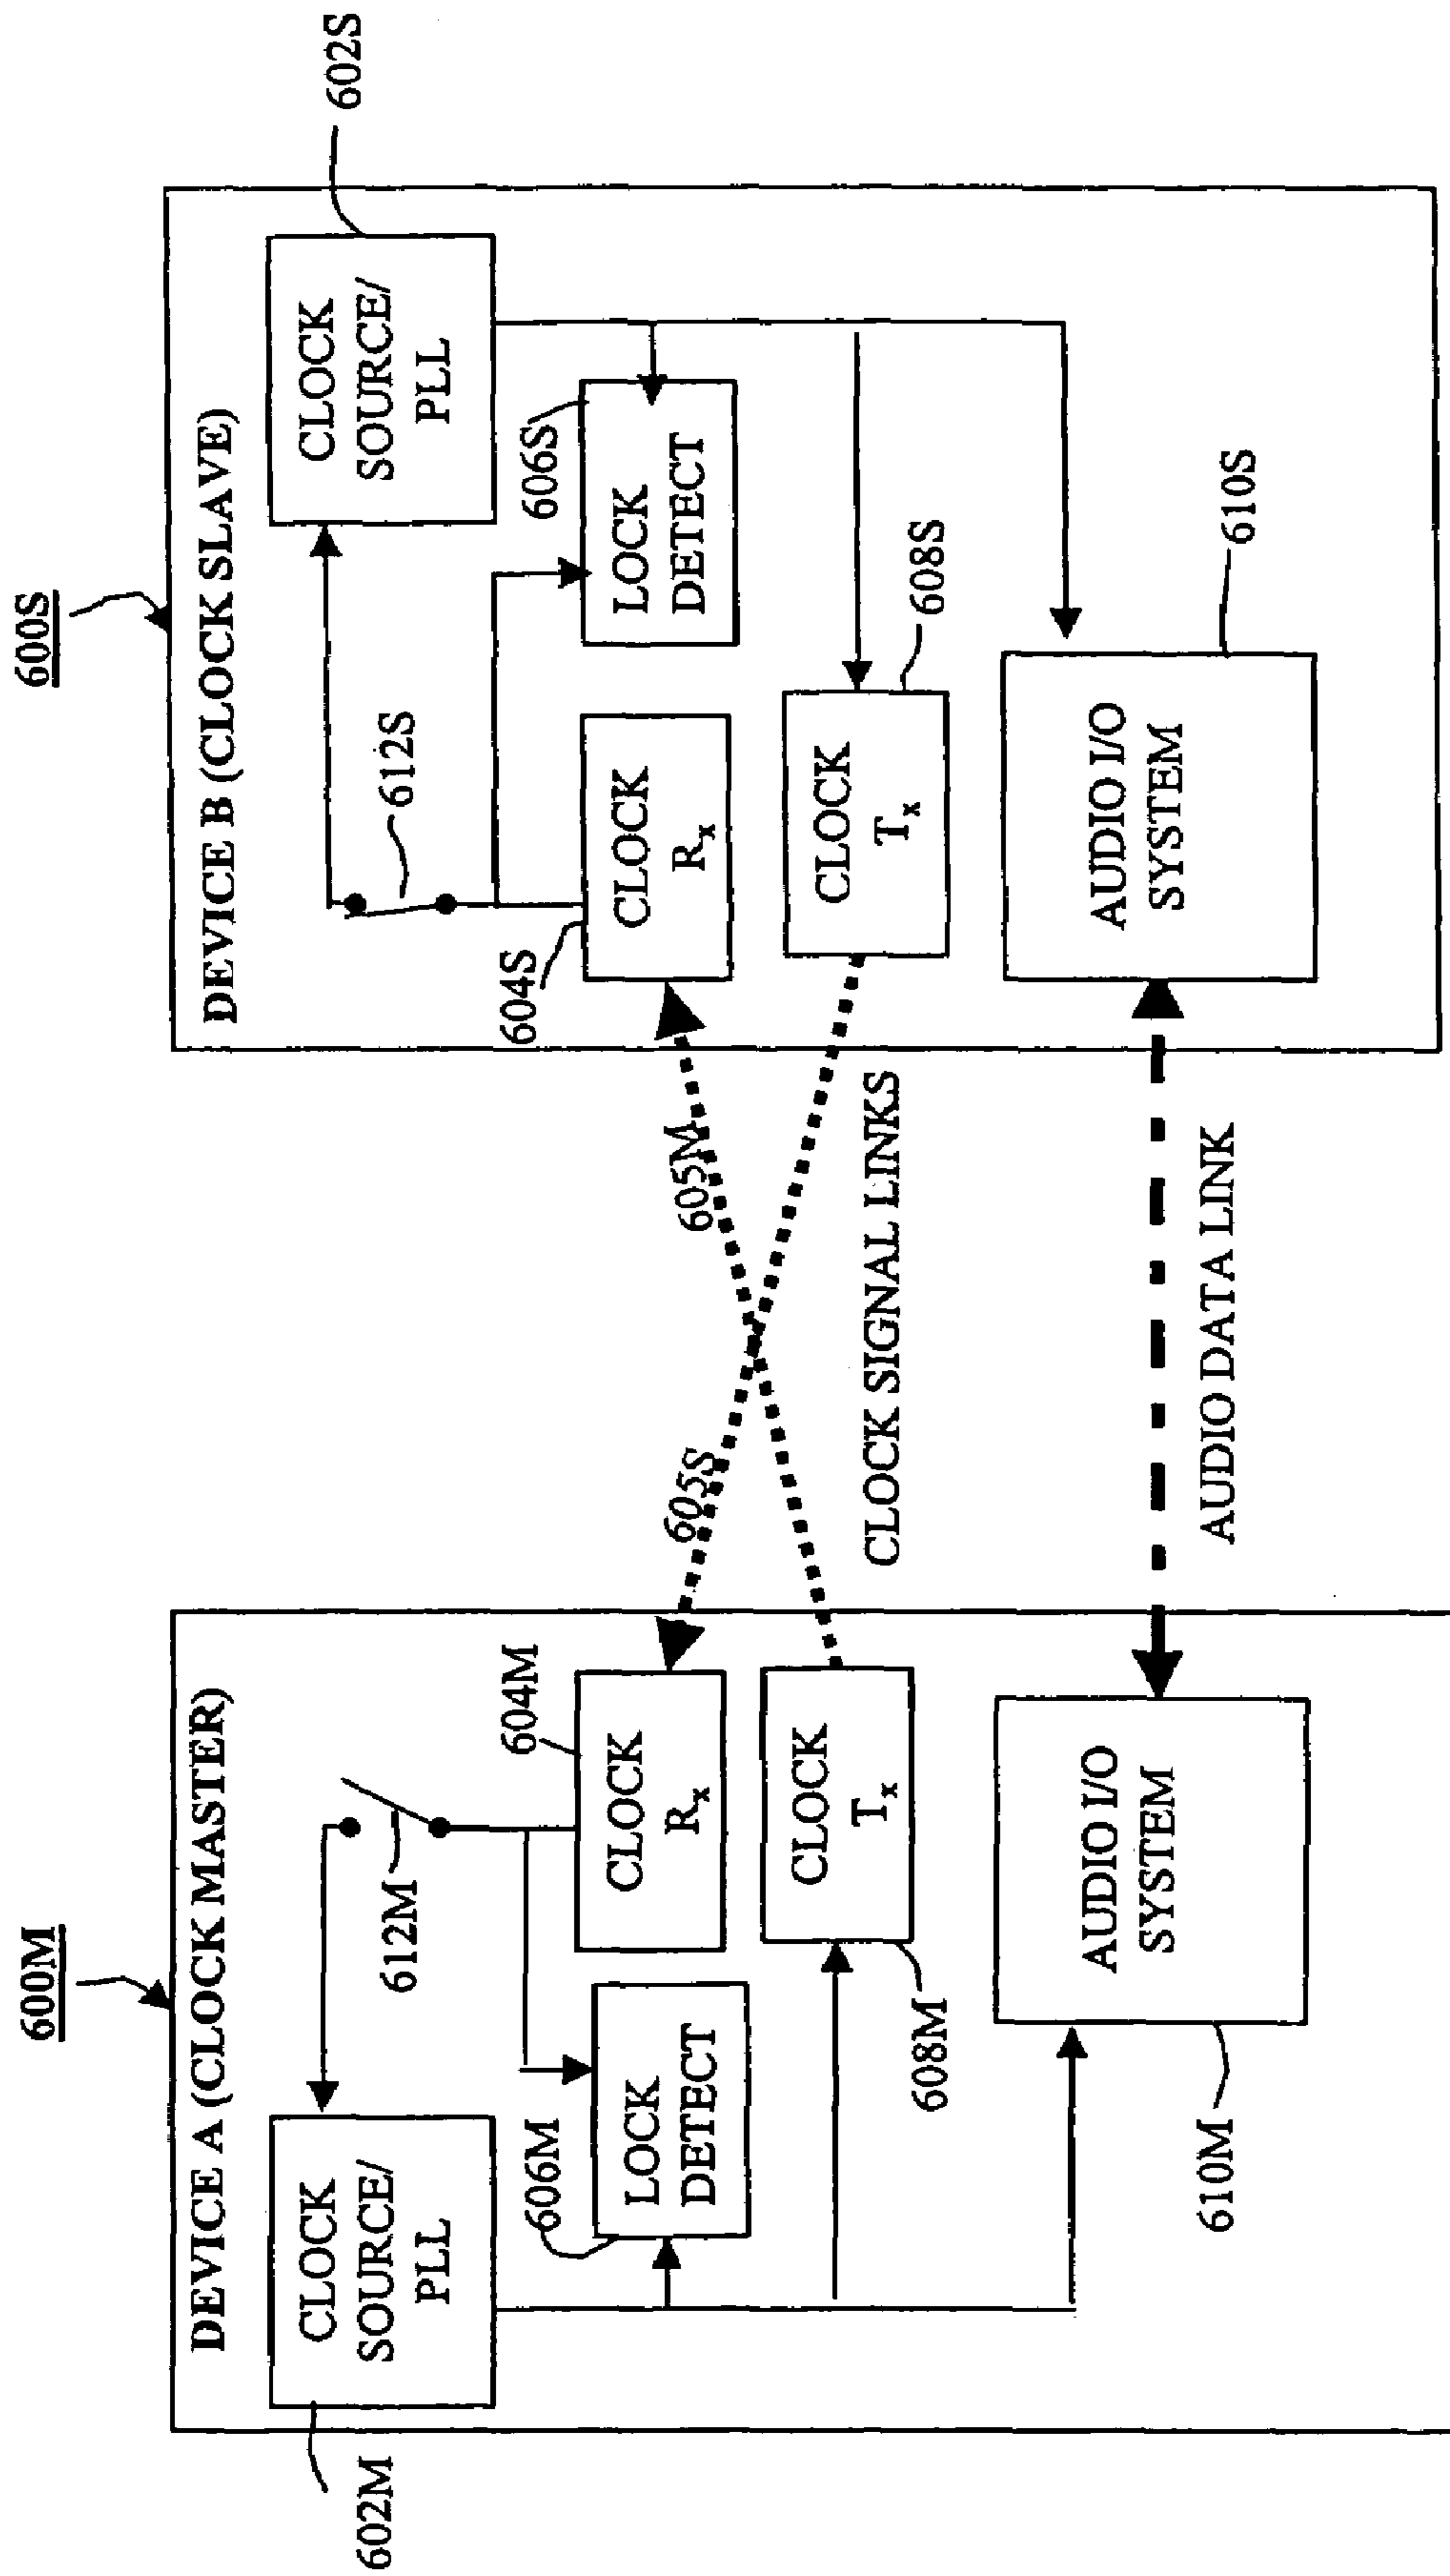 600M
DEVICE A (CLOCK MASTER)
602M
CLOCK
SOURCE/
PLL
612M
606M
LOCK
DETECT
604M
CLOCK
Rx
CLOCK
Tx
608M
AUDIO I/O
SYSTEM
610M
605S
605M
CLOCK SIGNAL LINKS
AUDIO DATA LINK
600S
DEVICE B (CLOCK SLAVE)
602S
CLOCK
SOURCE/
PLL
612S
604S
CLOCK
Rx
606S
LOCK
DETECT
CLOCK
Tx
608S
AUDIO I/O
SYSTEM
610S